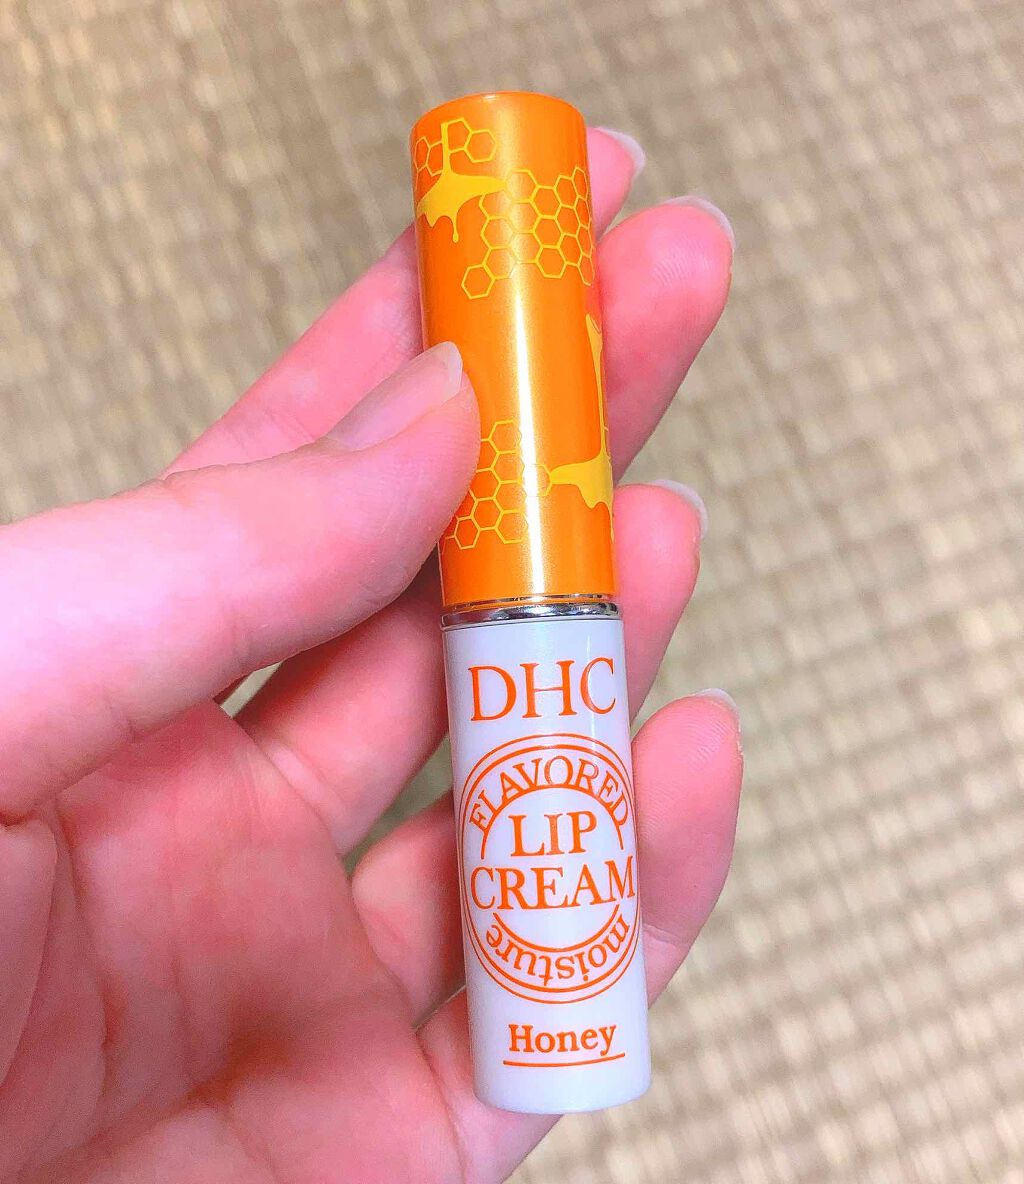 DHC
FLAVORED
LIP
CREAM
moisture
Honey